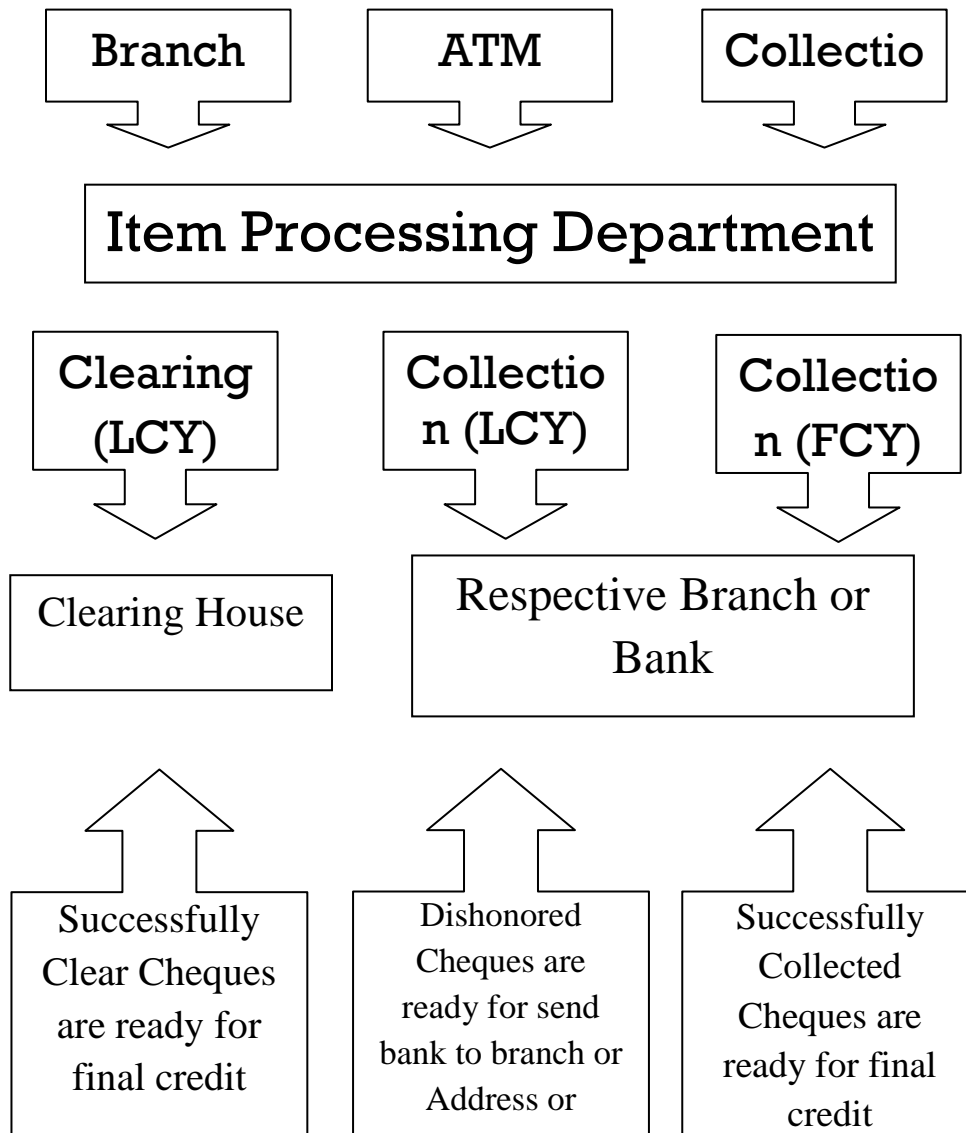 Branch
ATM
Collectio
Item Processing Department
Clearing
(LCY)
Collectio
n (LCY)
Collectio
n (FCY)
Clearing House
Respective Branch or
Bank
Successfully
Clear Cheques
are ready for
final credit
Dishonored
Cheques are
ready for send
bank to branch or
Address or
Successfully
Collected
Cheques are
ready for final
credit